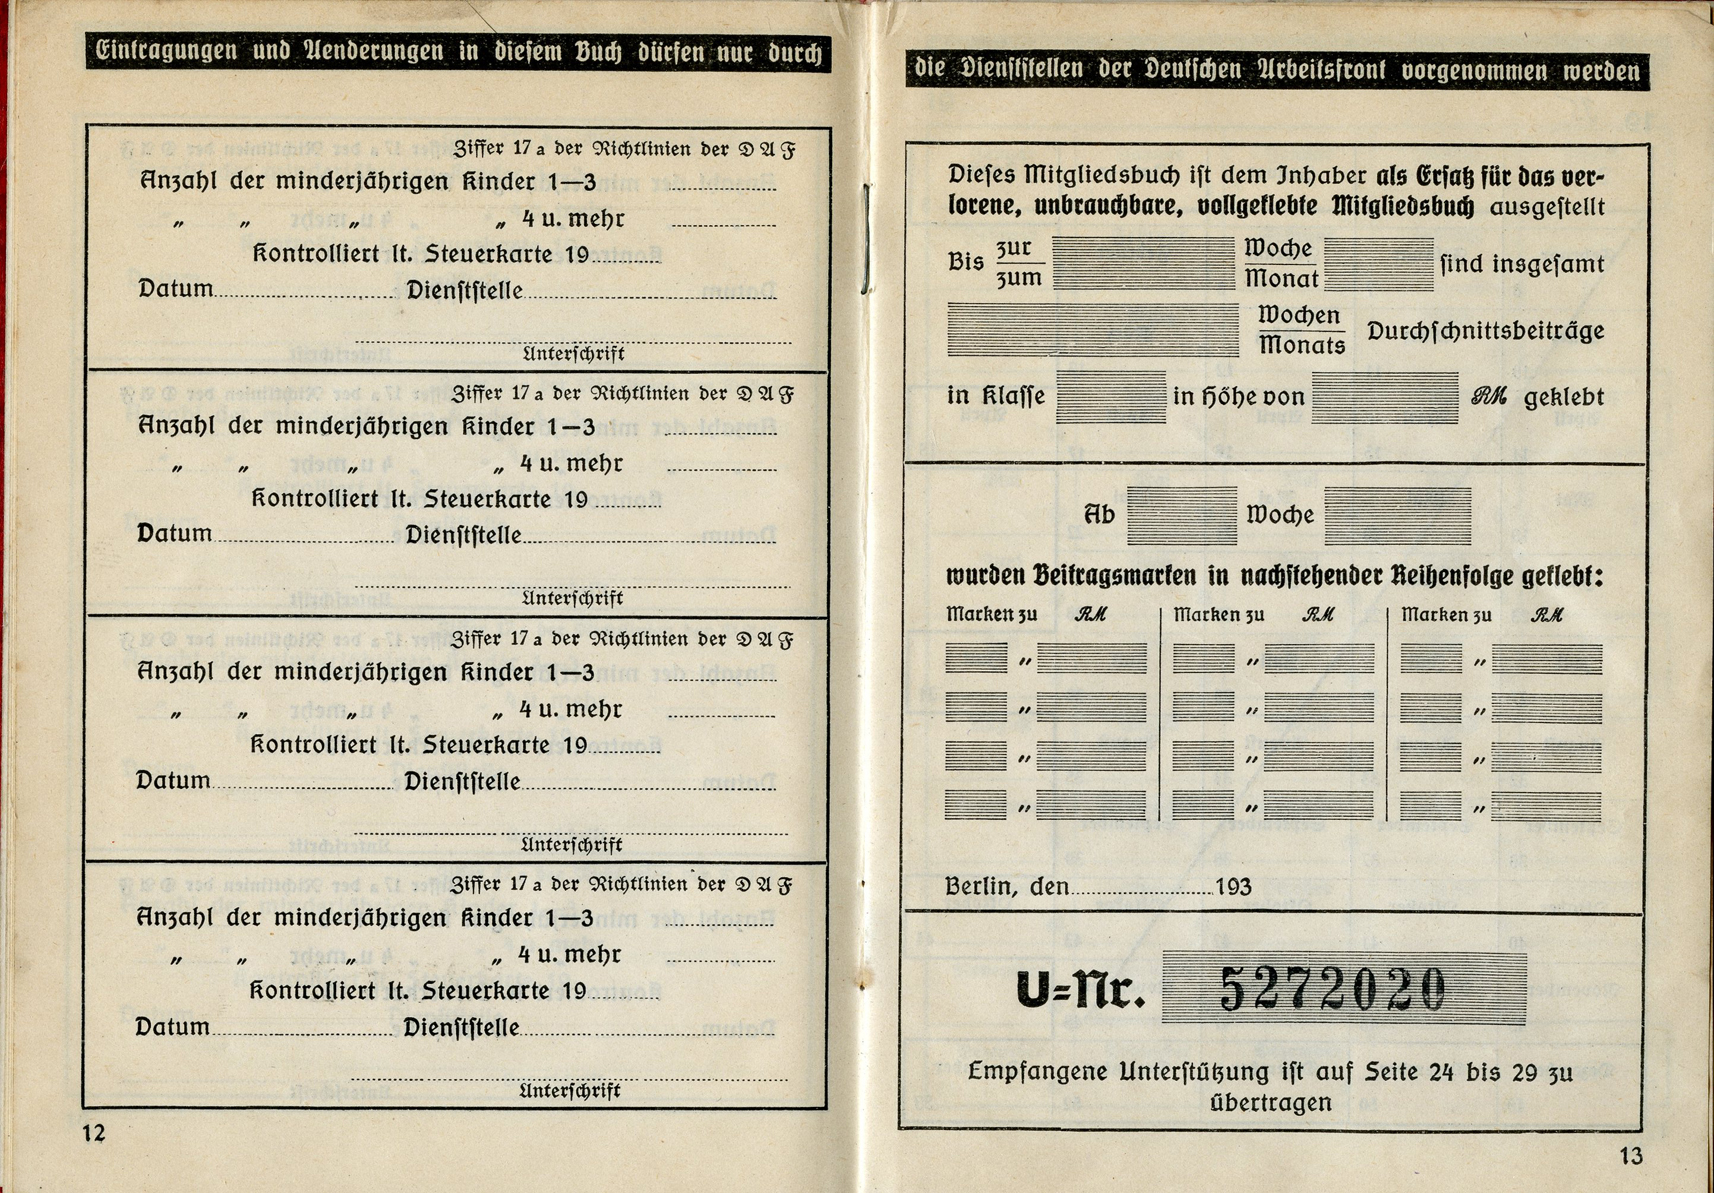 Eintragungen und Aenderungen in diesem Buch dürfen nur durch
Ziffer 17 a der Richtlinien der D A F
Anzahl der minderjährigen Kinder 1—3
„ „ „ „ 4 u. mehr
Kontrolliert lt. Steuerkarte 19
Datum Dienststelle
Unterschrift
Ziffer 17 a der Richtlinien der D A F
Anzahl der minderjährigen Kinder 1—3
„ „ „ „ 4 u. mehr
Kontrolliert lt. Steuerkarte 19
Datum Dienststelle
Unterschrift
Ziffer 17 a der Richtlinien der D A F
Anzahl der minderjährigen Kinder 1—3
„ „ „ „ 4 u. mehr
Kontrolliert lt. Steuerkarte 19
Datum Dienststelle
Unterschrift
Ziffer 17 a der Richtlinien der D A F
Anzahl der minderjährigen Kinder 1—3
„ „ „ „ 4 u. mehr
Kontrolliert lt. Steuerkarte 19
Datum Dienststelle
Unterschrift
12
die Dienststellen der Deutschen Arbeitsfront vorgenommen werden
Dieses Mitgliedsbuch ist dem Inhaber als Ersatz für das ver-
lorene, unbrauchbare, vollgeklebte Mitgliedsbuch ausgestellt
Bis zur Woche
zum Monat sind insgesamt
Wochen
Monats Durchschnittsbeiträge
in Klasse in Höhe von RM geklebt
Ab Woche
wurden Beitragsmarken in nachstehender Reihenfolge geklebt:
Marken zu RM Marken zu RM Marken zu RM
„ „ „
„ „ „
„ „ „
„ „ „
Berlin, den 193
U=Nr. 5272020
Empfangene Unterstützung ist auf Seite 24 bis 29 zu
übertragen
13